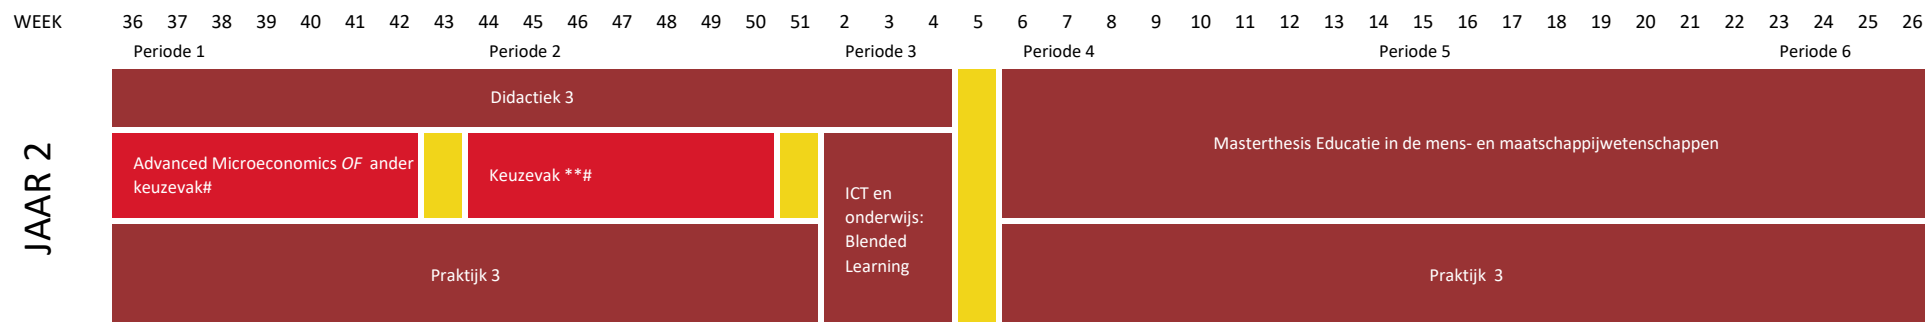 WEEK 36 37 38 39 40 41 42 43 44 45 46 47 48 49 50 51 2 3 4 5 6 7 8 9 10 11 12 13 14 15 16 17 18 19 20 21 22 23 24 25 26
Periode 1 Periode 2 Periode 3 Periode 4 Periode 5 Periode 6
JAAR 2
Didactiek 3
Advanced Microeconomics OF ander
keuzevak#
Keuzevak **#
ICT en
onderwijs:
Blended
Learning
Praktijk 3
Masterthesis Educatie in de mens- en maatschappijwetenschappen
Praktijk 3